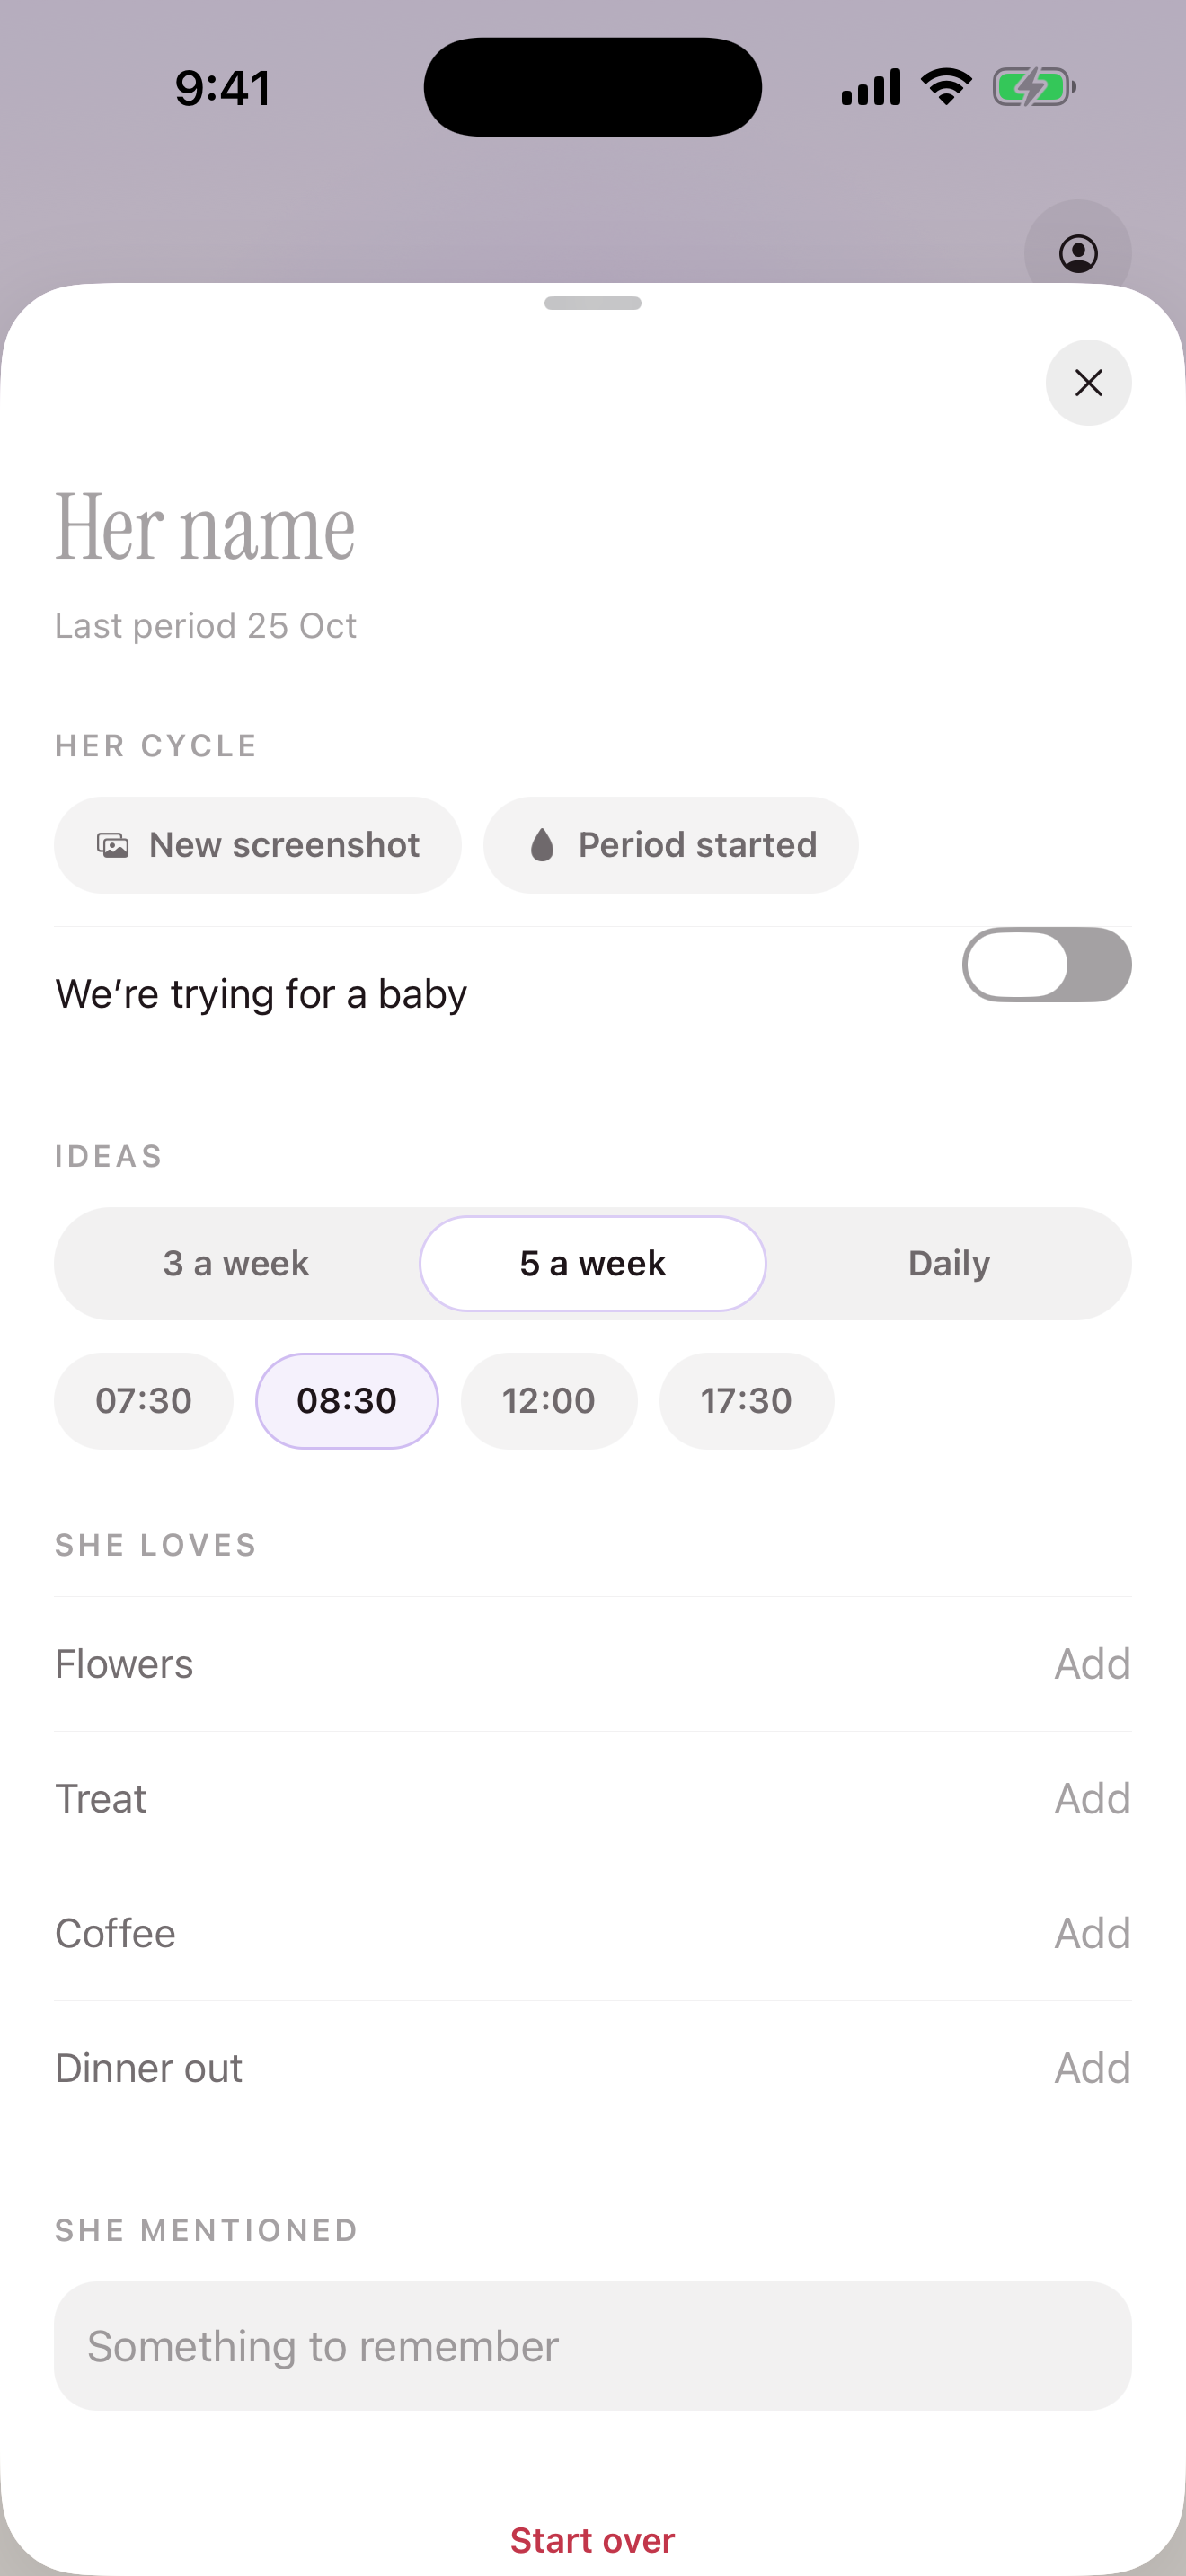 9:41
Her name
Last period 25 Oct
HER CYCLE
New screenshot
Period started
We’re trying for a baby
IDEAS
3 a week
5 a week
Daily
07:30
08:30
12:00
17:30
SHE LOVES
Flowers
Add
Treat
Add
Coffee
Add
Dinner out
Add
SHE MENTIONED
Something to remember
Start over